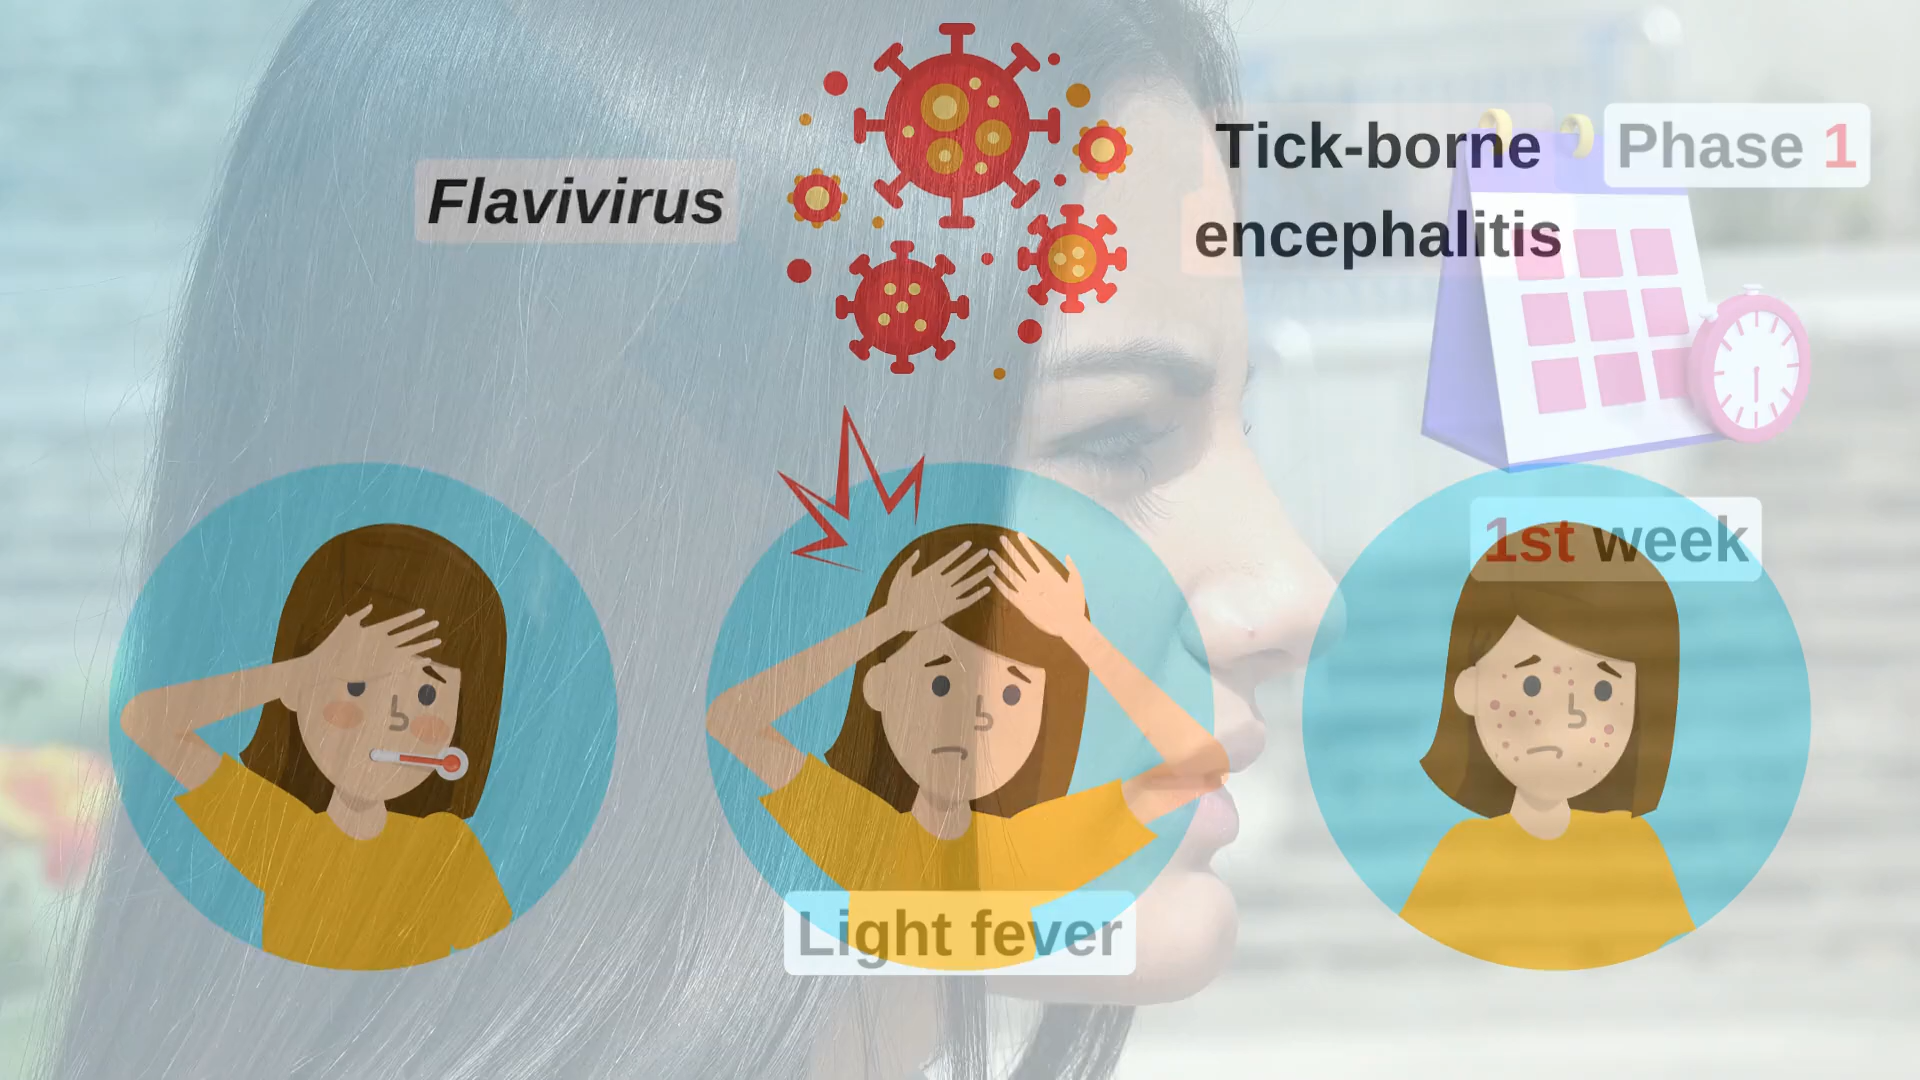 Flavivirus
Tick-borne
encephalitis
Phase 1
1st week
Light fever